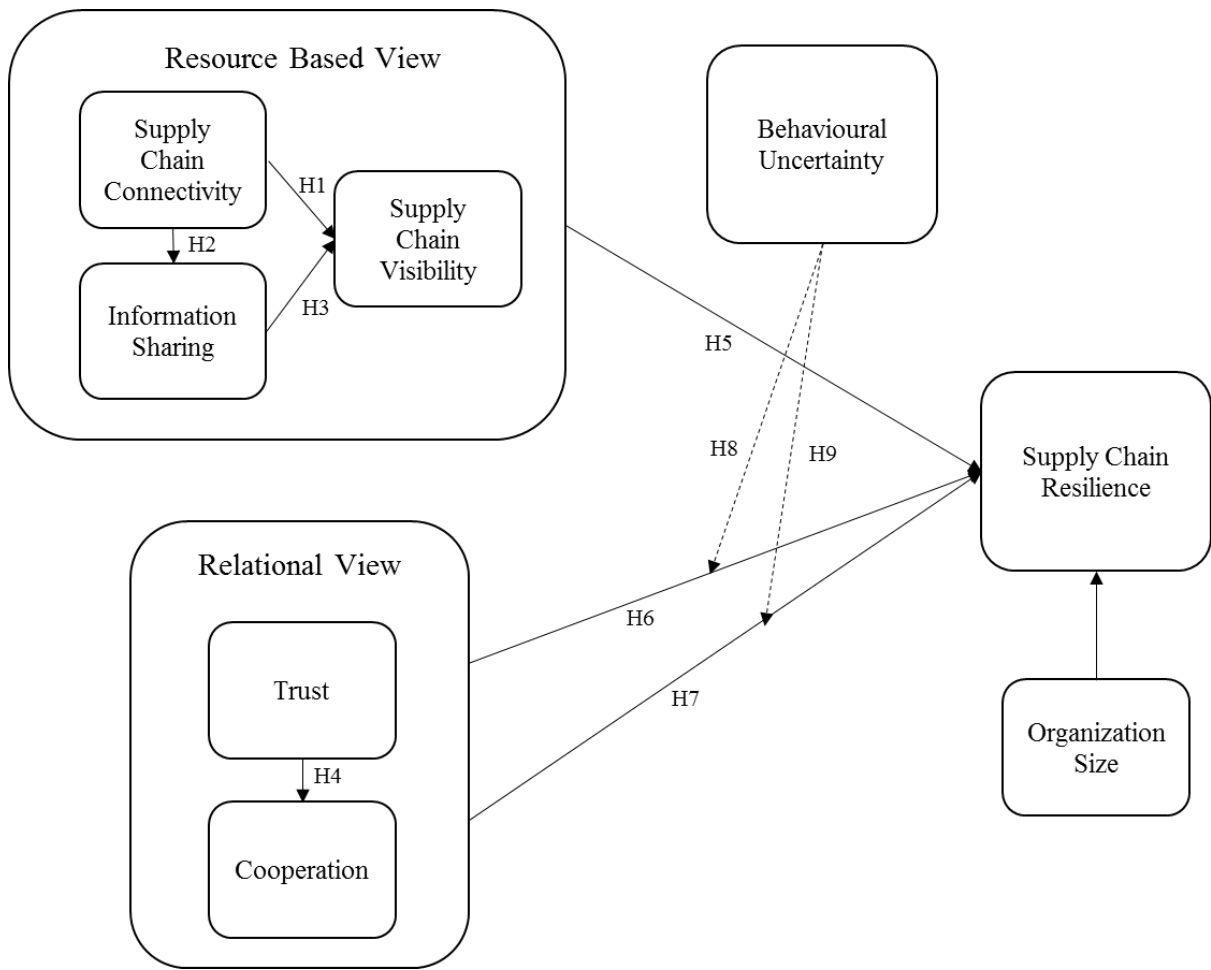 Resource Based View
Supply
Chain
Connectivity
H1
Supply
Chain
Visibility
H2
Information
Sharing
H3
Behavioural
Uncertainty
H5
H8
H9
Supply Chain
Resilience
Relational View
Trust
H4
Cooperation
H6
H7
Organization
Size